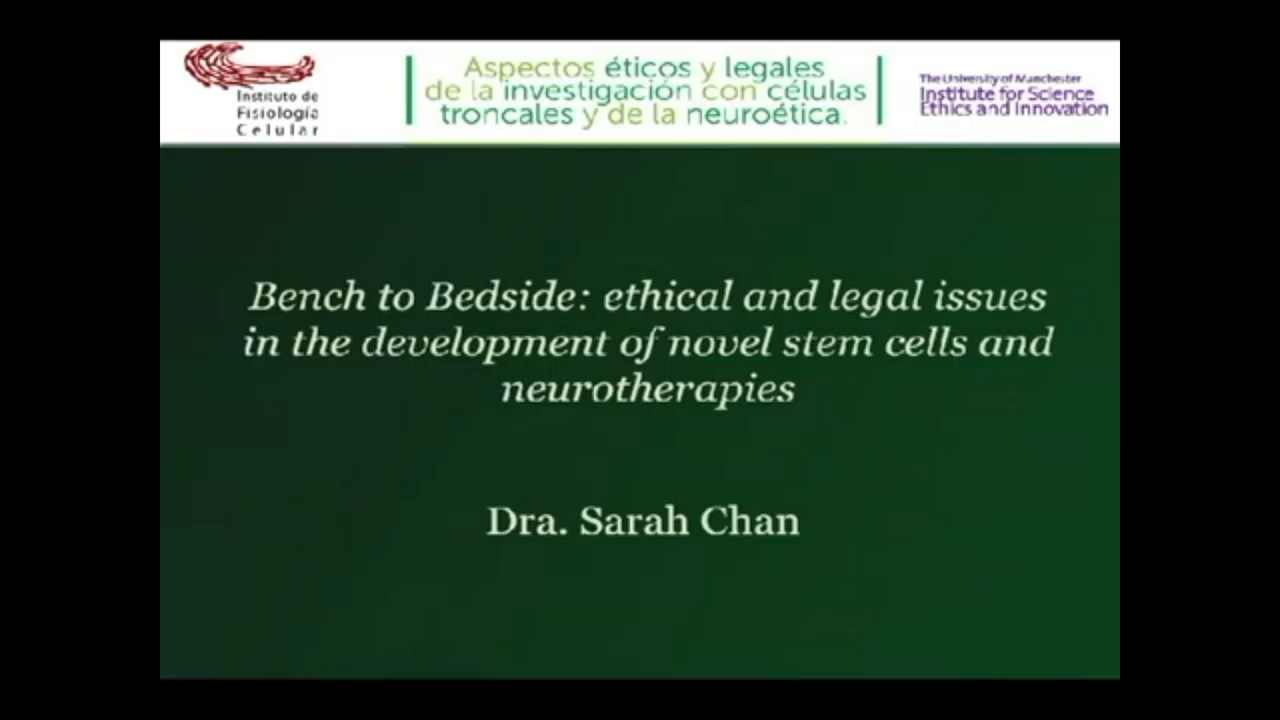 Instituto de
Fisiología
Celular
Aspectos éticos y legales
de la investigación con células
troncales y de la neuroética.
The University of Manchester
Institute for Science
Ethics and Innovation
Bench to Bedside: ethical and legal issues
in the development of novel stem cells and
neurotherapies
Dra. Sarah Chan